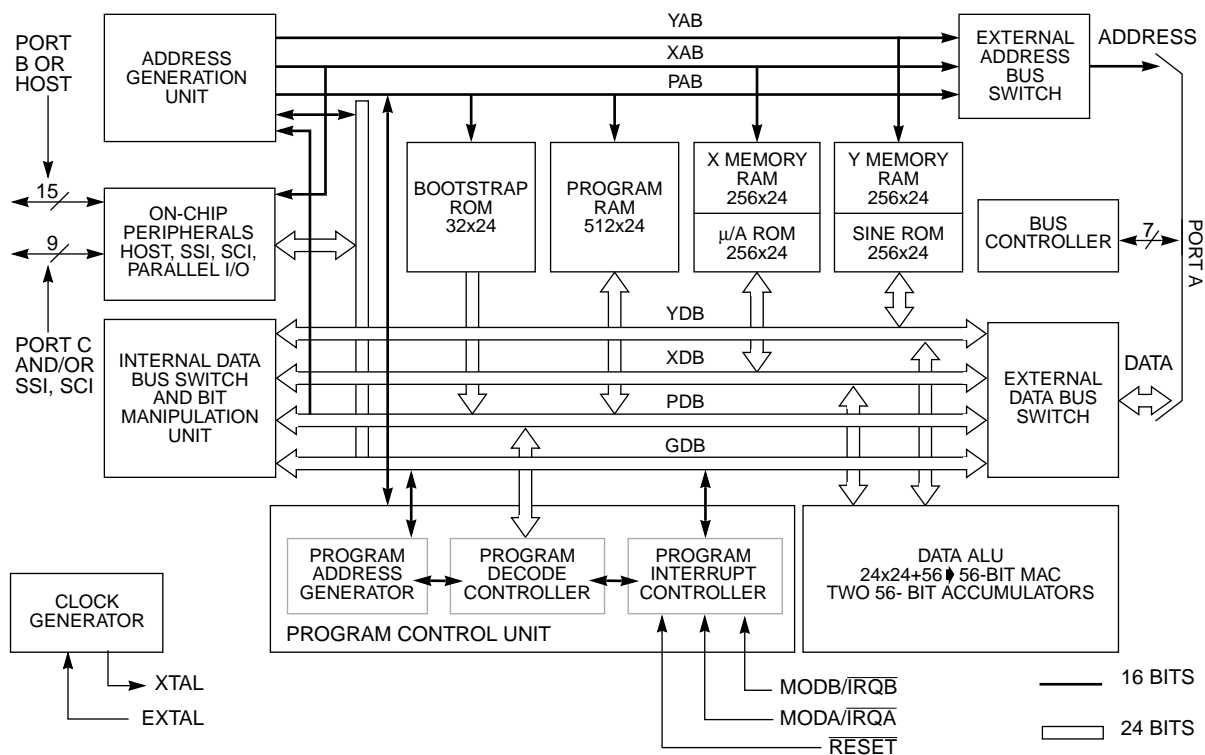 YAB
XAB
PAB
ADDRESS
GENERATION
UNIT
EXTERNAL
ADDRESS
BUS
SWITCH
ADDRESS
PORT
B OR
HOST
15
9
ON-CHIP
PERIPHERALS
HOST, SSI, SCI,
PARALLEL I/O
BOOTSTRAP
ROM
32x24
PROGRAM
RAM
512x24
X MEMORY
RAM
256x24
μ/A ROM
256x24
Y MEMORY
RAM
256x24
SINE ROM
256x24
BUS
CONTROLLER
7
PORT A
PORT C
AND/OR
SSI, SCI
INTERNAL DATA
BUS SWITCH
AND BIT
MANIPULATION
UNIT
YDB
XDB
PDB
GDB
EXTERNAL
DATA BUS
SWITCH
DATA
PROGRAM
ADDRESS
GENERATOR
PROGRAM
DECODE
CONTROLLER
PROGRAM
INTERRUPT
CONTROLLER
PROGRAM CONTROL UNIT
DATA ALU
24x24+56 56-BIT MAC
TWO 56- BIT ACCUMULATORS
CLOCK
GENERATOR
XTAL
EXTAL
MODB/IRQB
MODA/IRQA
RESET
16 BITS
24 BITS